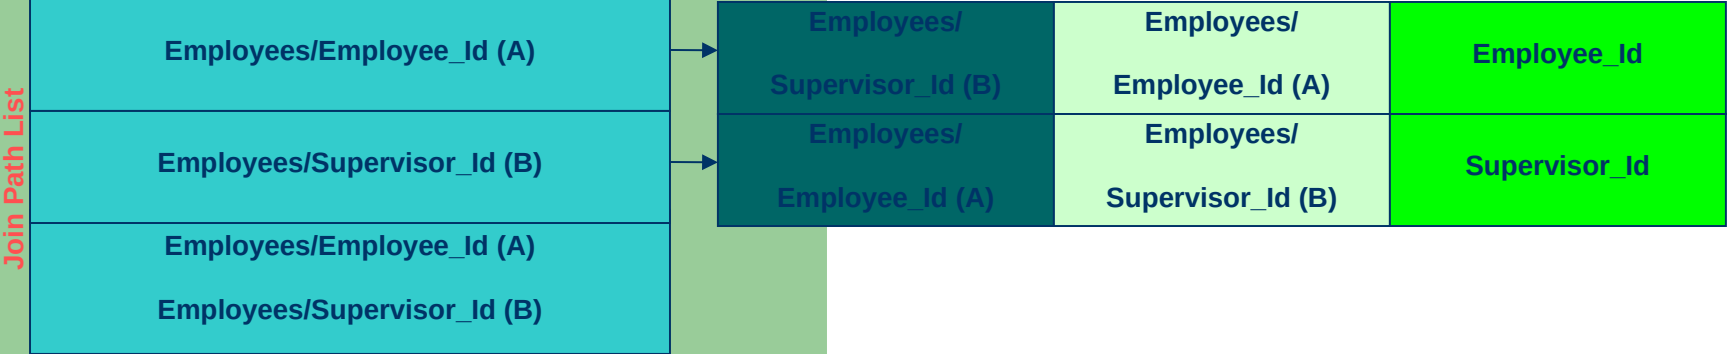 Join Path List
Employees/Employee_Id (A)
Employees/
Supervisor_Id (B)
Employees/
Employee_Id (A)
Employee_Id
Employees/Supervisor_Id (B)
Employees/
Employee_Id (A)
Employees/
Supervisor_Id (B)
Supervisor_Id
Employees/Employee_Id (A)
Employees/Supervisor_Id (B)